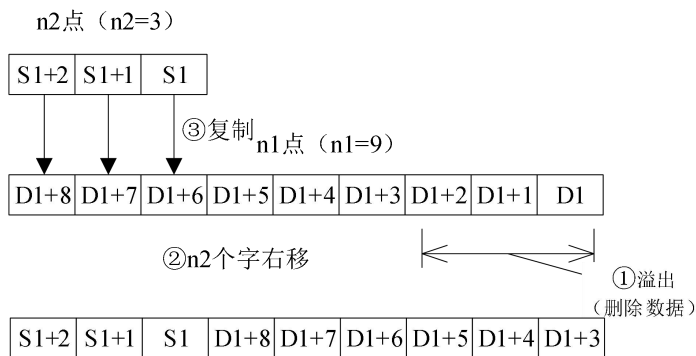 n2点（n2=3）
S1+2 S1+1 S1
③复制
n1点（n1=9）
D1+8 D1+7 D1+6 D1+5 D1+4 D1+3 D1+2 D1+1 D1
②n2个字右移
①溢出
（删除数据）
S1+2 S1+1 S1 D1+8 D1+7 D1+6 D1+5 D1+4 D1+3